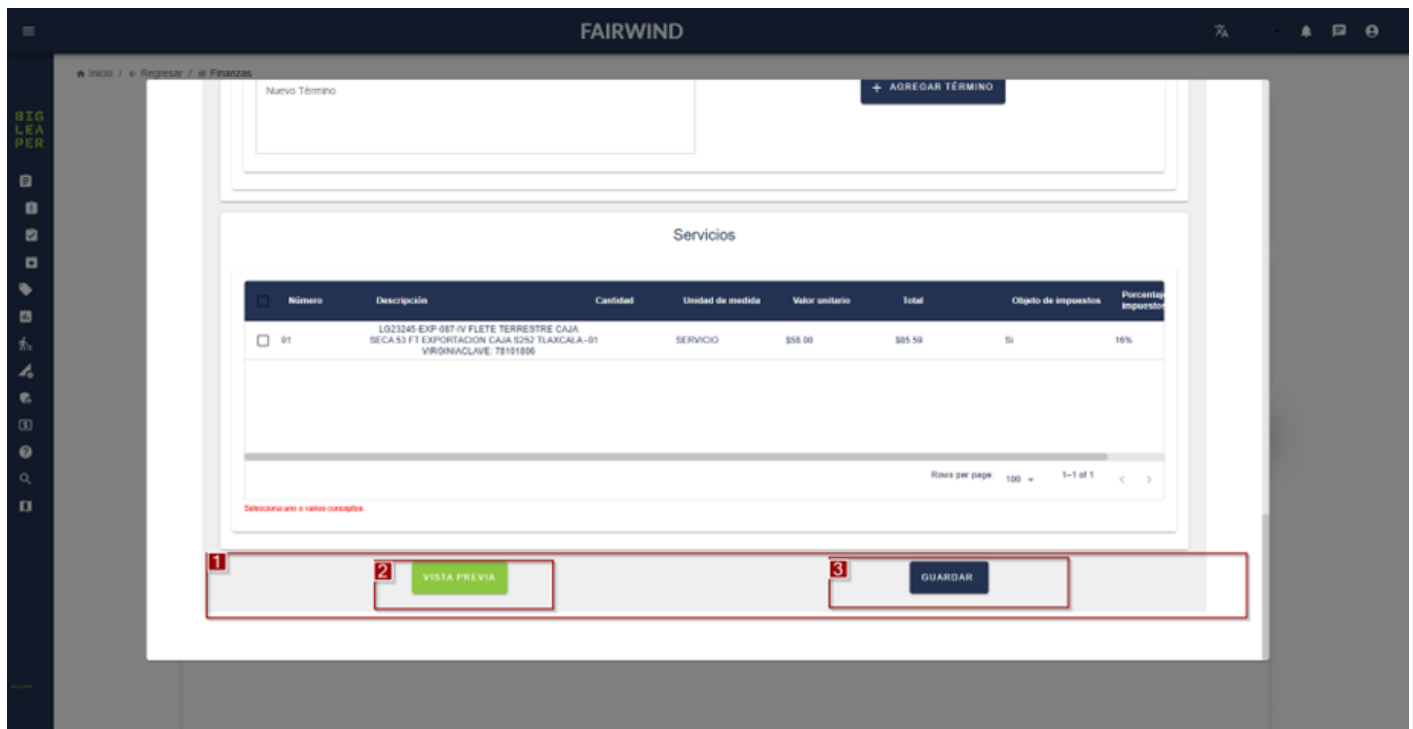 FAIRWIND
Inicio / Regresar / Finanzas
BIG
LEA
PER
Nuevo Término
+ AGREGAR TÉRMINO
Servicios
Número Descripción Cantidad Unidad de medida Valor unitario Total Objeto de impuestos Porcentaj
impuestos
LG23245-EXP-087-IV FLETE TERRESTRE CAJA
01 SECA 53 FT EXPORTACION CAJA S252 TLAXCALA -01 SERVICIO $58.00 $85.59 Si 16%
VIRGINIACLAVE: 78101806
Rows per page: 100 1–1 of 1
Selecciona uno o varios conceptos
1
2 VISTA PREVIA 3 GUARDAR